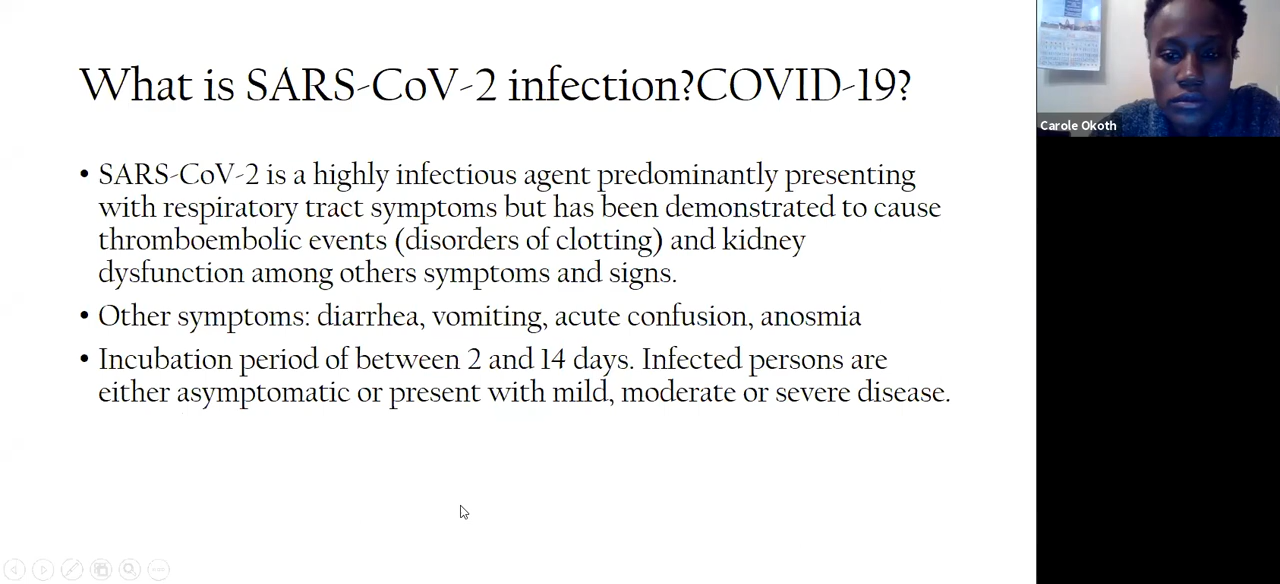 What is SARS-CoV-2 infection?COVID-19?
• SARS-CoV-2 is a highly infectious agent predominantly presenting
with respiratory tract symptoms but has been demonstrated to cause
thromboembolic events (disorders of clotting) and kidney
dysfunction among others symptoms and signs.
• Other symptoms: diarrhea, vomiting, acute confusion, anosmia
• Incubation period of between 2 and 14 days. Infected persons are
either asymptomatic or present with mild, moderate or severe disease.
Carole Okoth